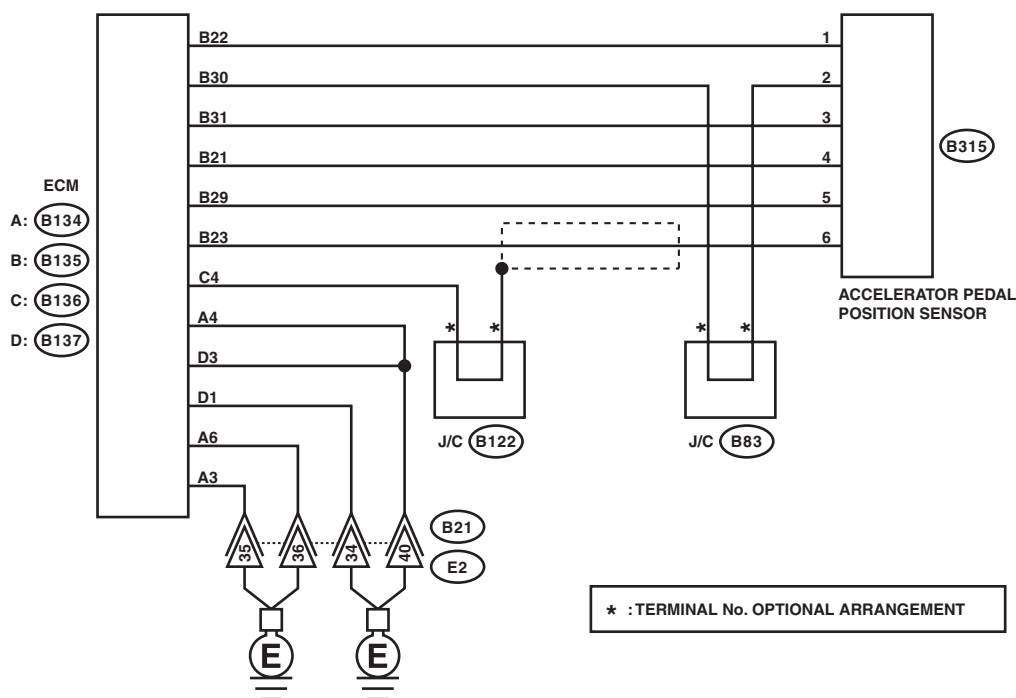 B22
1
B30
2
B31
3
B315
B21
4
ECM
B29
5
A: B134
B23
6
B: B135
C4
ACCELERATOR PEDAL
POSITION SENSOR
C: B136
A4
* * * *
D: B137
D3
D1
J/C B122
J/C B83
A6
A3
B21
35 36 34 40
E2
* : TERMINAL No. OPTIONAL ARRANGEMENT
E E